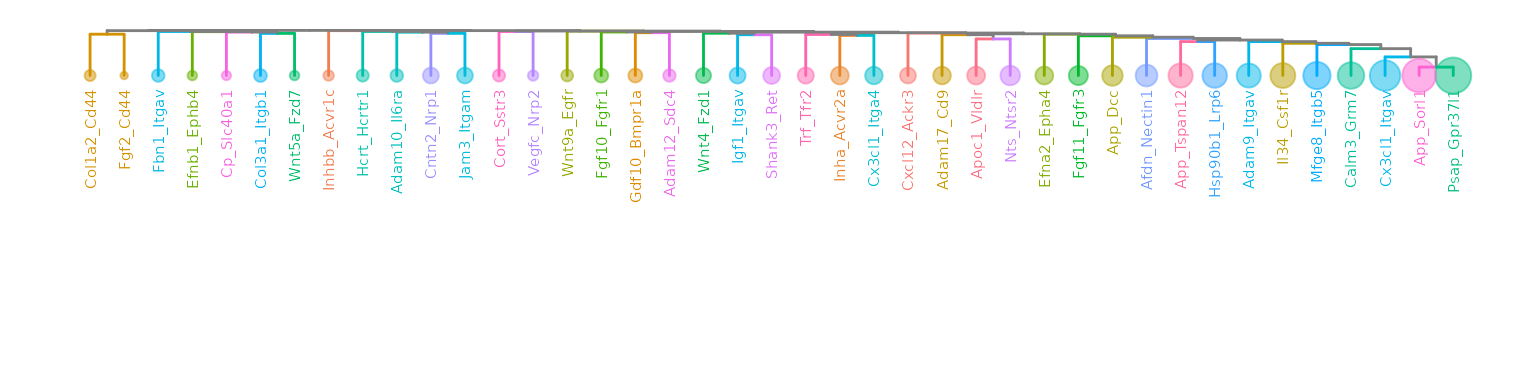 Col1a2_Cd44
Fgf2_Cd44
Fbn1_Itgav
Efnb1_Ephb4
Cp_Slc40a1
Col3a1_Itgb1
Wnt5a_Fzd7
Inhbb_Acvr1c
Hcrt_Hcrtr1
Adam10_Il6ra
Cntn2_Nrp1
Jam3_Itgam
Cort_Sstr3
Vegfc_Nrp2
Wnt9a_Egfr
Fgf10_Fgfr1
Gdf10_Bmpr1a
Adam12_Sdc4
Wnt4_Fzd1
Igf1_Itgav
Shank3_Ret
Trf_Tfr2
Inha_Acvr2a
Cx3cl1_Itga4
Cxcl12_Ackr3
Adam17_Cd9
Apoc1_Vldlr
Nts_Ntsr2
Efna2_Epha4
Fgf11_Fgfr3
App_Dcc
Afdn_Nectin1
App_Tspan12
Hsp90b1_Lrp6
Adam9_Itgav
Il34_Csf1r
Mfge8_Itgb5
Calm3_Grm7
Cx3cl1_Itgav
App_Sorl1
Psap_Gpr37l1